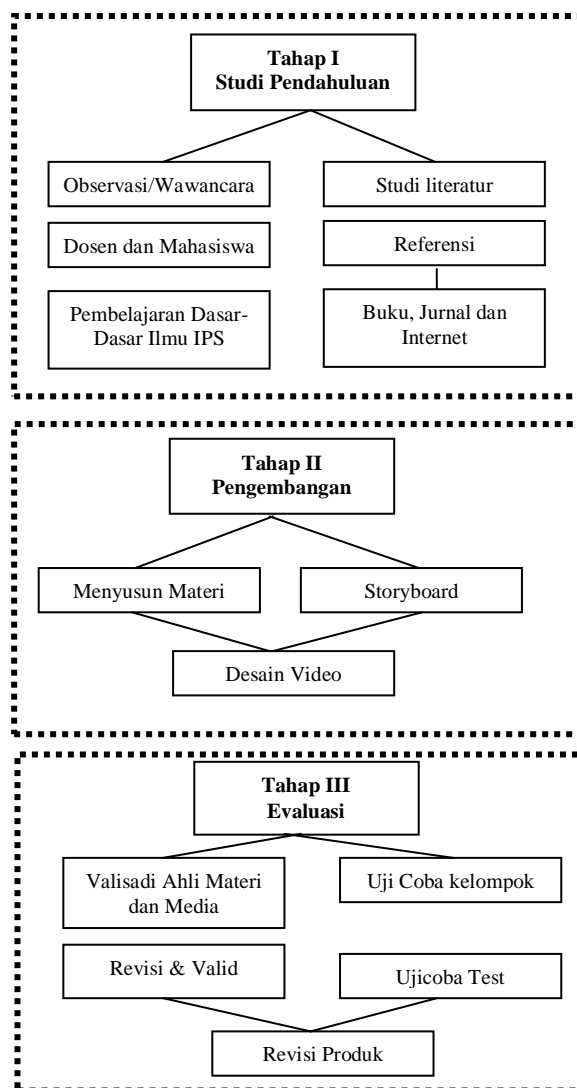 Tahap I
Studi Pendahuluan
Observasi/Wawancara
Studi literatur
Dosen dan Mahasiswa
Referensi
Pembelajaran Dasar-
Dasar Ilmu IPS
Buku, Jurnal dan
Internet
Tahap II
Pengembangan
Menyusun Materi
Storyboard
Desain Video
Tahap III
Evaluasi
Valisadi Ahli Materi
dan Media
Uji Coba kelompok
Revisi & Valid
Ujicoba Test
Revisi Produk